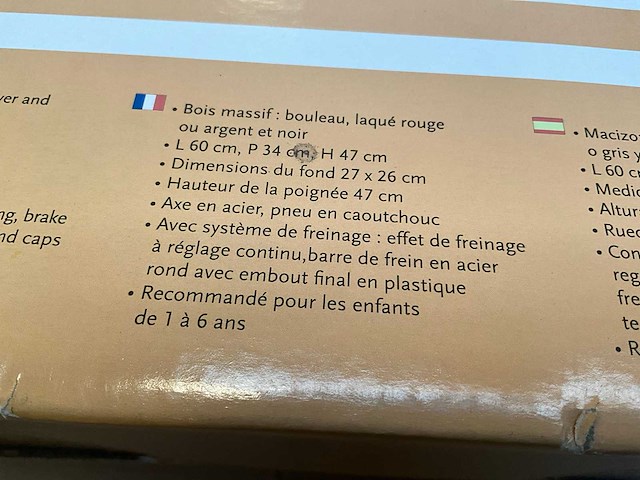 ver and
ng, brake
nd caps
• Bois massif : bouleau, laqué rouge
ou argent et noir
• L 60 cm, P 34 cm, H 47 cm
• Dimensions du fond 27 x 26 cm
• Hauteur de la poignée 47 cm
• Axe en acier, pneu en caoutchouc
• Avec système de freinage : effet de freinage
à réglage continu,barre de frein en acier
rond avec embout final en plastique
• Recommandé pour les enfants
de 1 à 6 ans
• Macizo
o gris y
• L 60 c
• Medic
• Altur
• Rued
• Con
reg
fre
te
• R